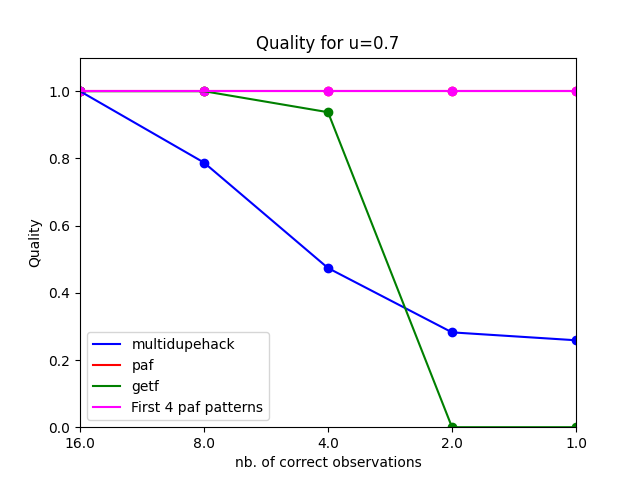 Quality for u=0.7
Quality
1.0
0.8
0.6
0.4
0.2
0.0
multidupehack
paf
getf
First 4 paf patterns
16.0 8.0 4.0 2.0 1.0
nb. of correct observations